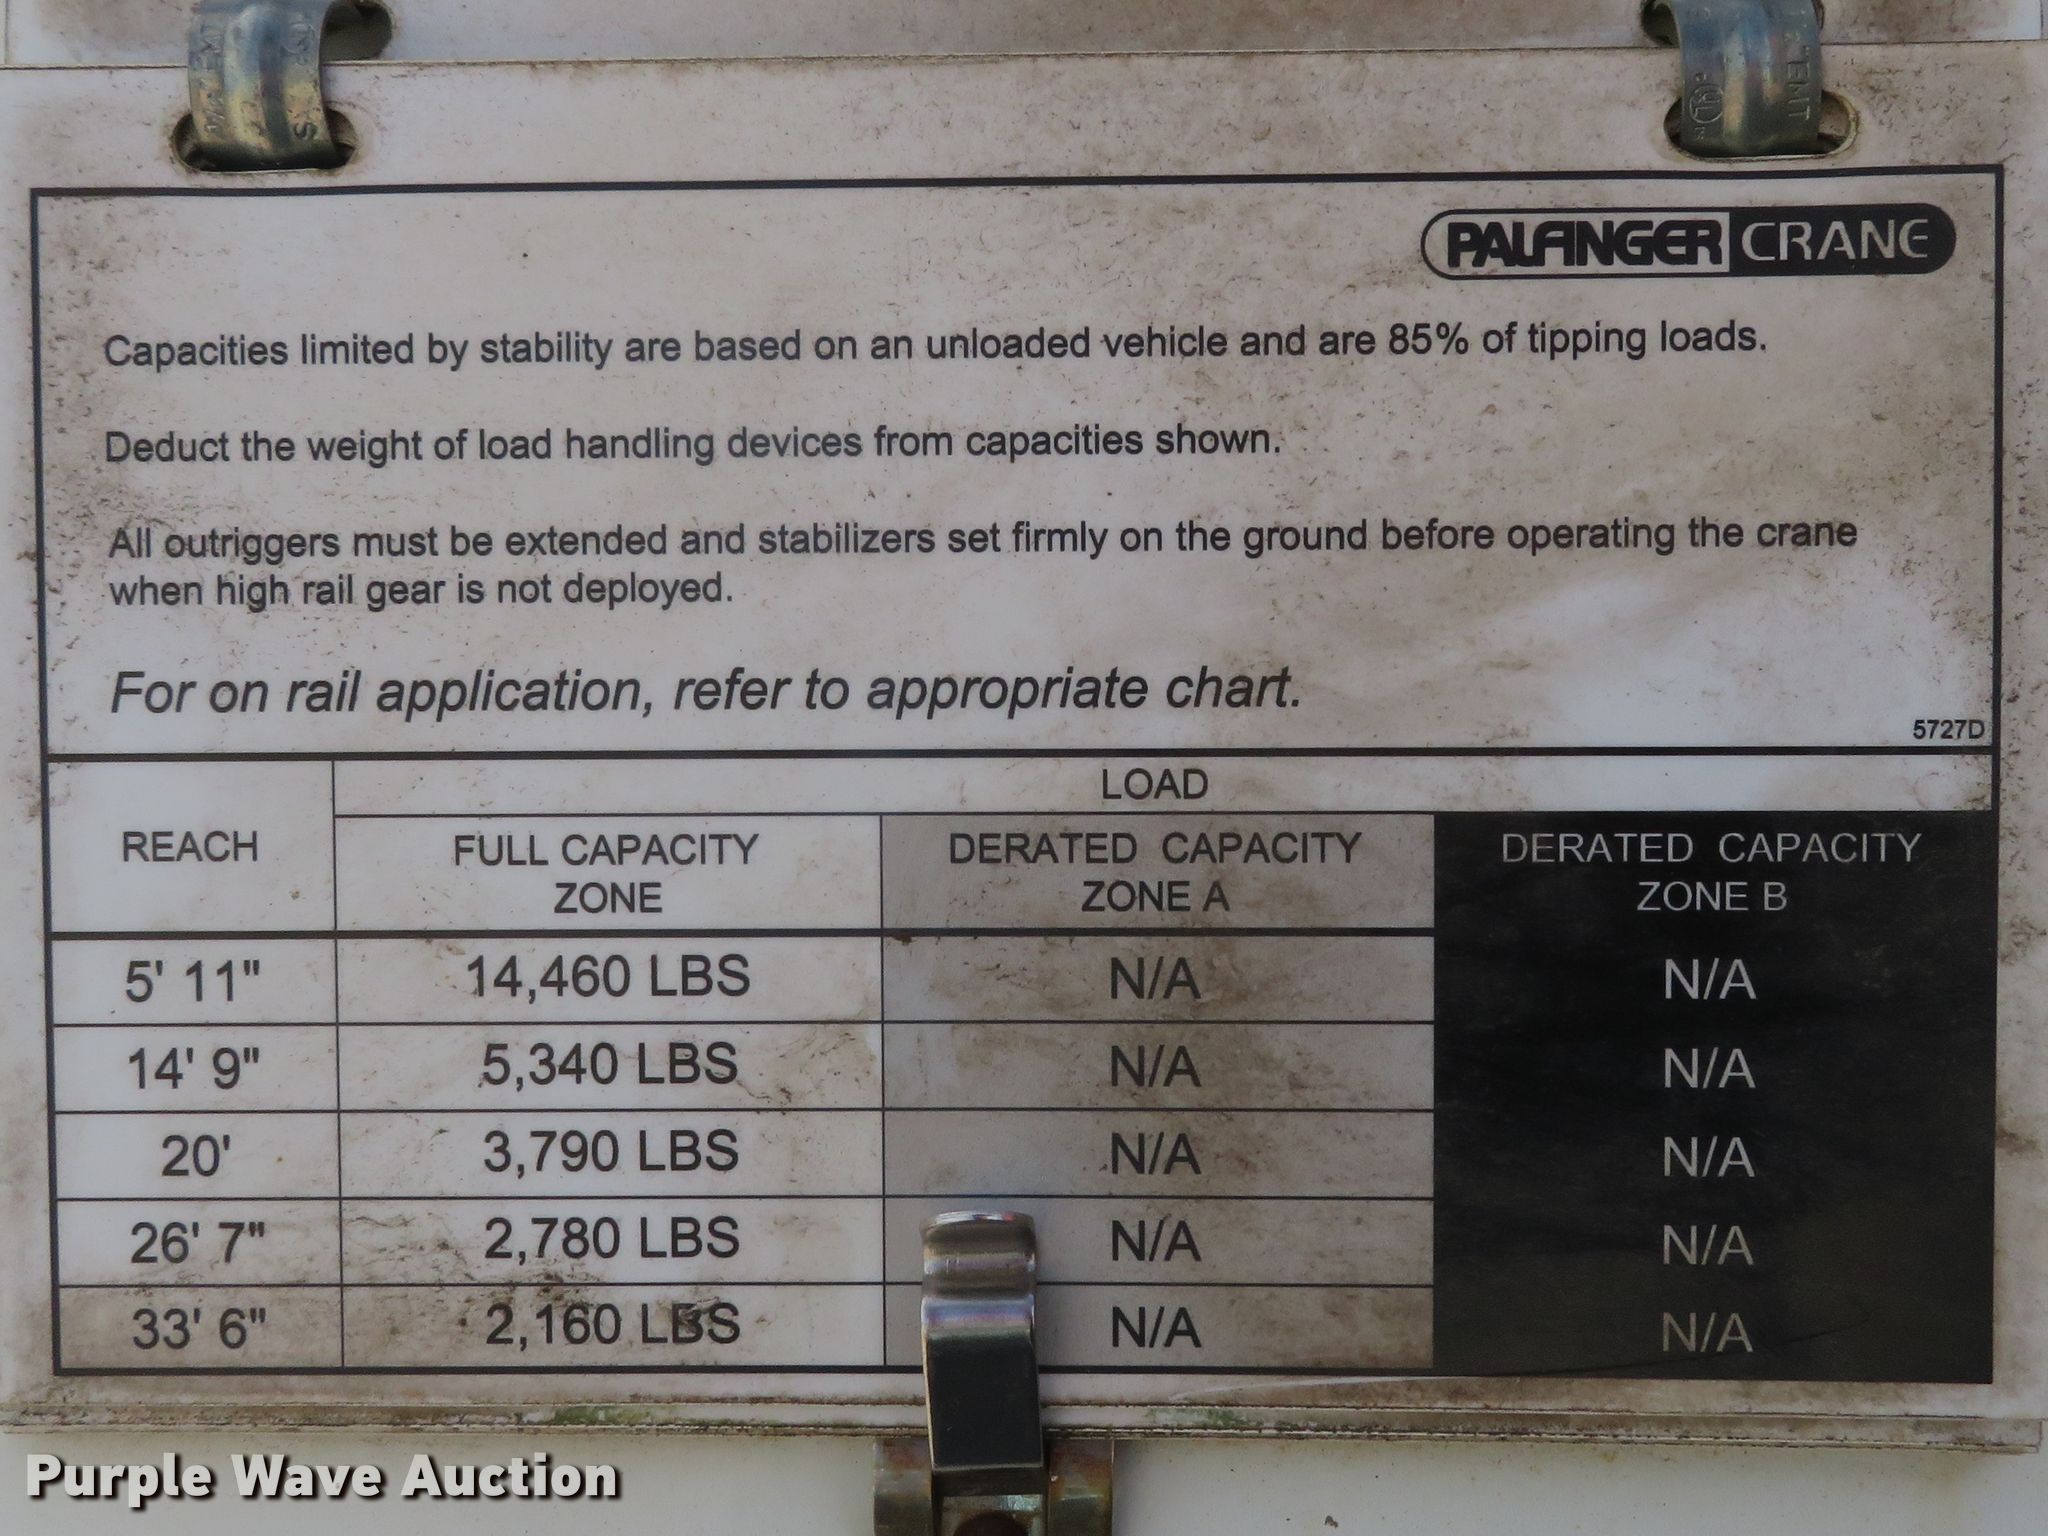 PALFINGER CRANE
Capacities limited by stability are based on an unloaded vehicle and are 85% of tipping loads.
Deduct the weight of load handling devices from capacities shown.
All outriggers must be extended and stabilizers set firmly on the ground before operating the crane
when high rail gear is not deployed.
For on rail application, refer to appropriate chart.
5727D
LOAD
REACH
FULL CAPACITY
ZONE
DERATED CAPACITY
ZONE A
DERATED CAPACITY
ZONE B
5' 11" 14,460 LBS N/A N/A
14' 9" 5,340 LBS N/A N/A
20' 3,790 LBS N/A N/A
26' 7" 2,780 LBS N/A N/A
33' 6" 2,160 LBS N/A N/A
Purple Wave Auction